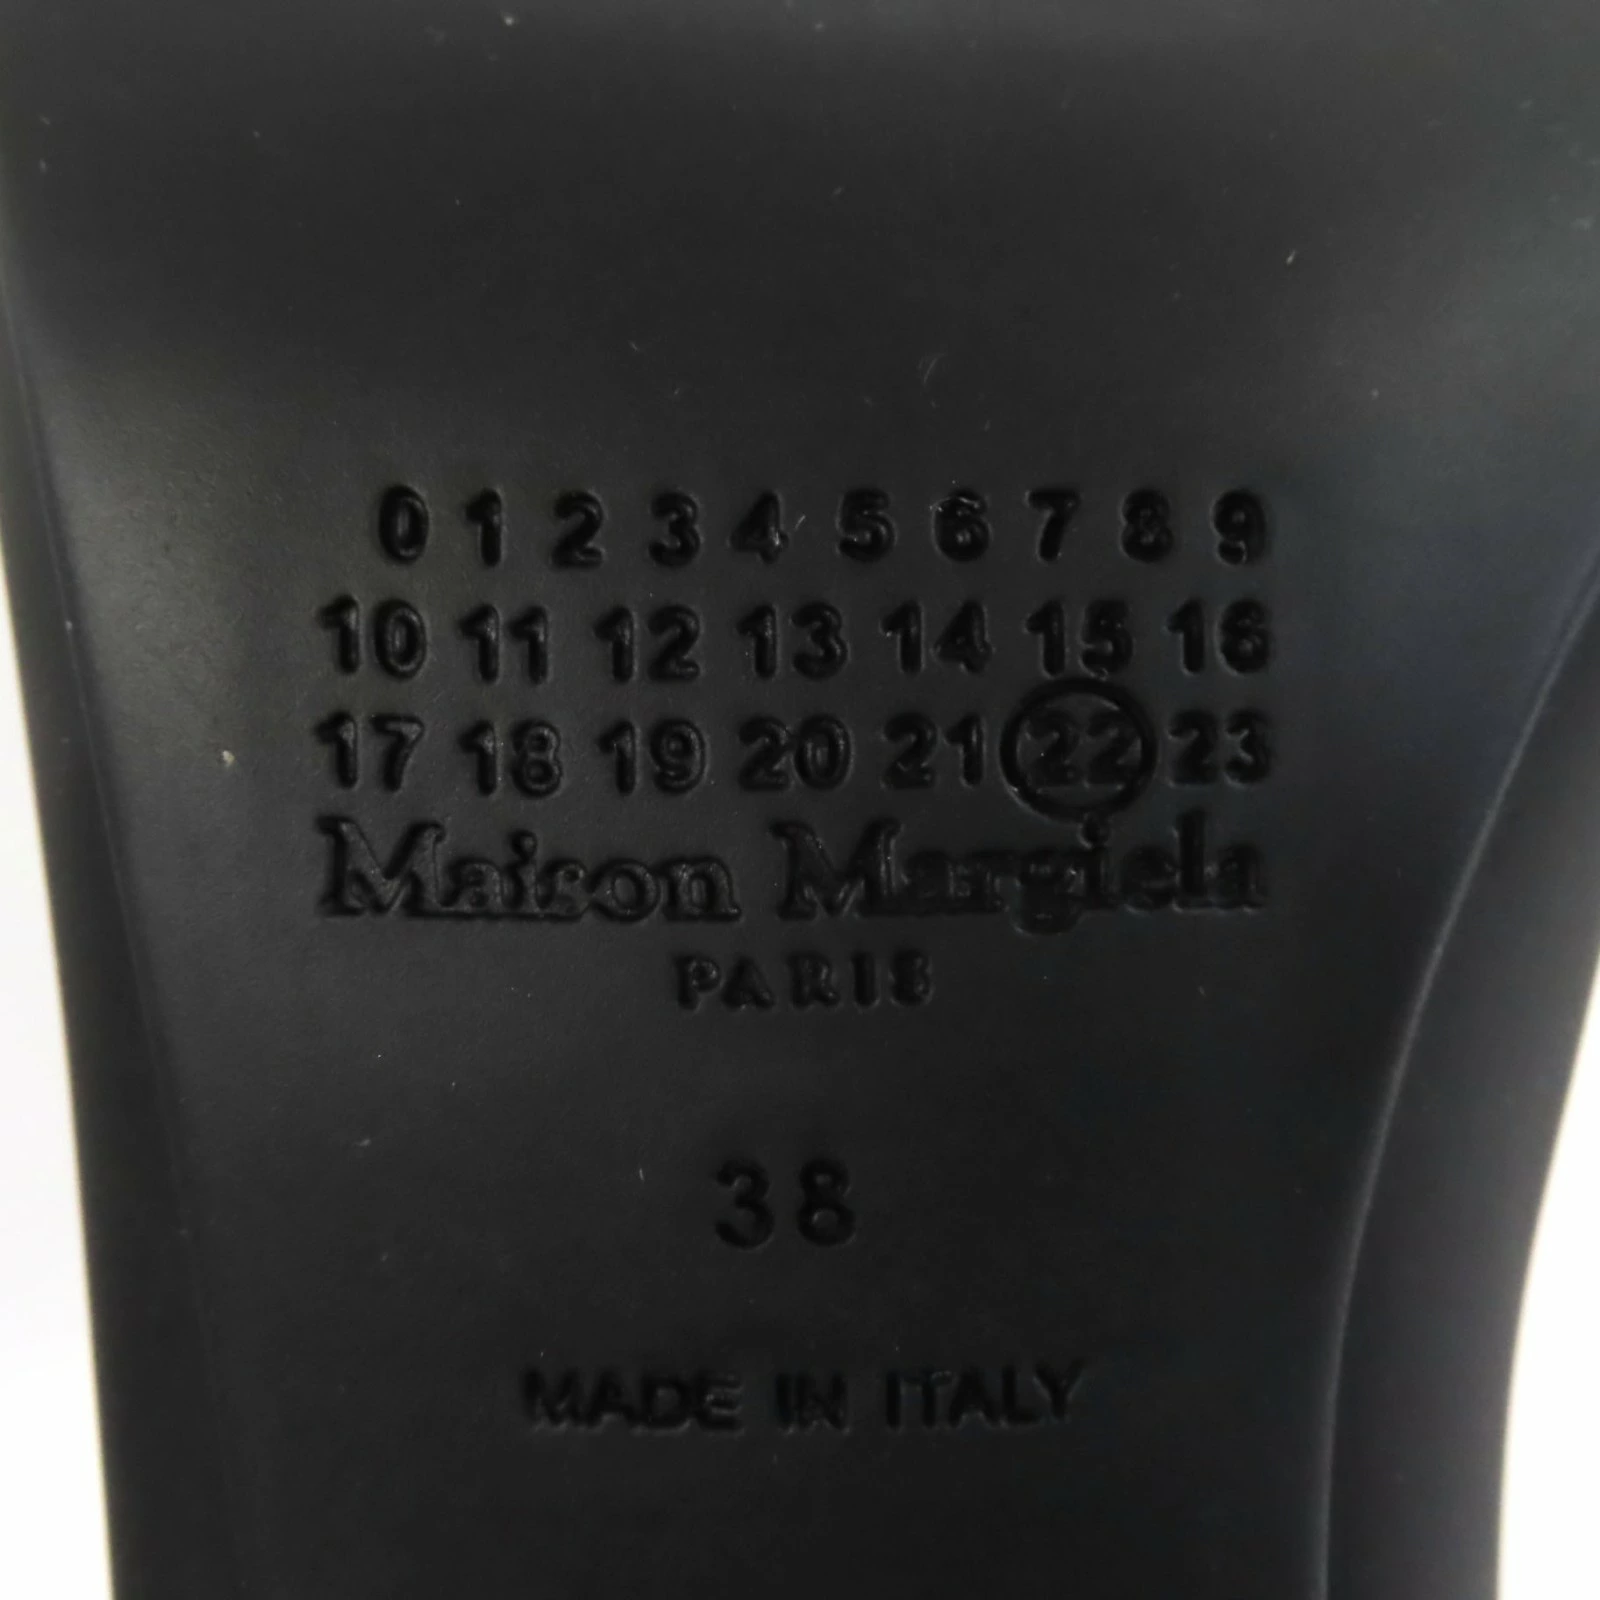 0 1 2 3 4 5 6 7 8 9
10 11 12 13 14 15 16
17 18 19 20 21 22 23
Maison Margiela
PARIS
38
MADE IN ITALY